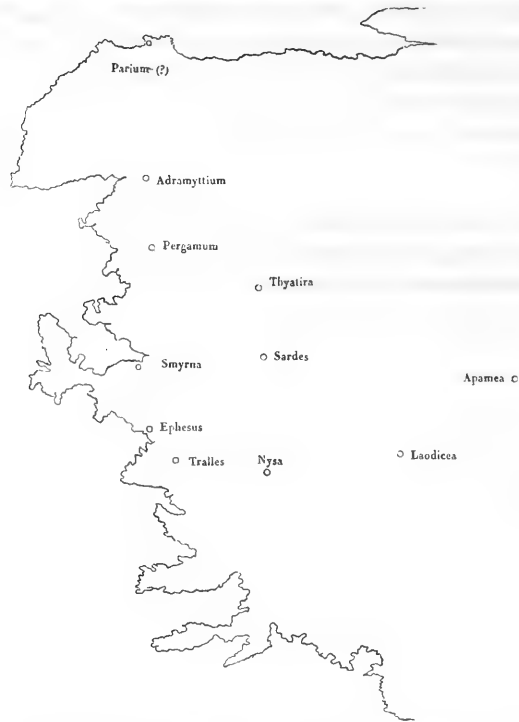 Parium (?)
Adramyttium
Pergamum
Thyatira
Smyrna
Sardes
Apamea
Ephesus
Tralles
Nysa
Laodicea